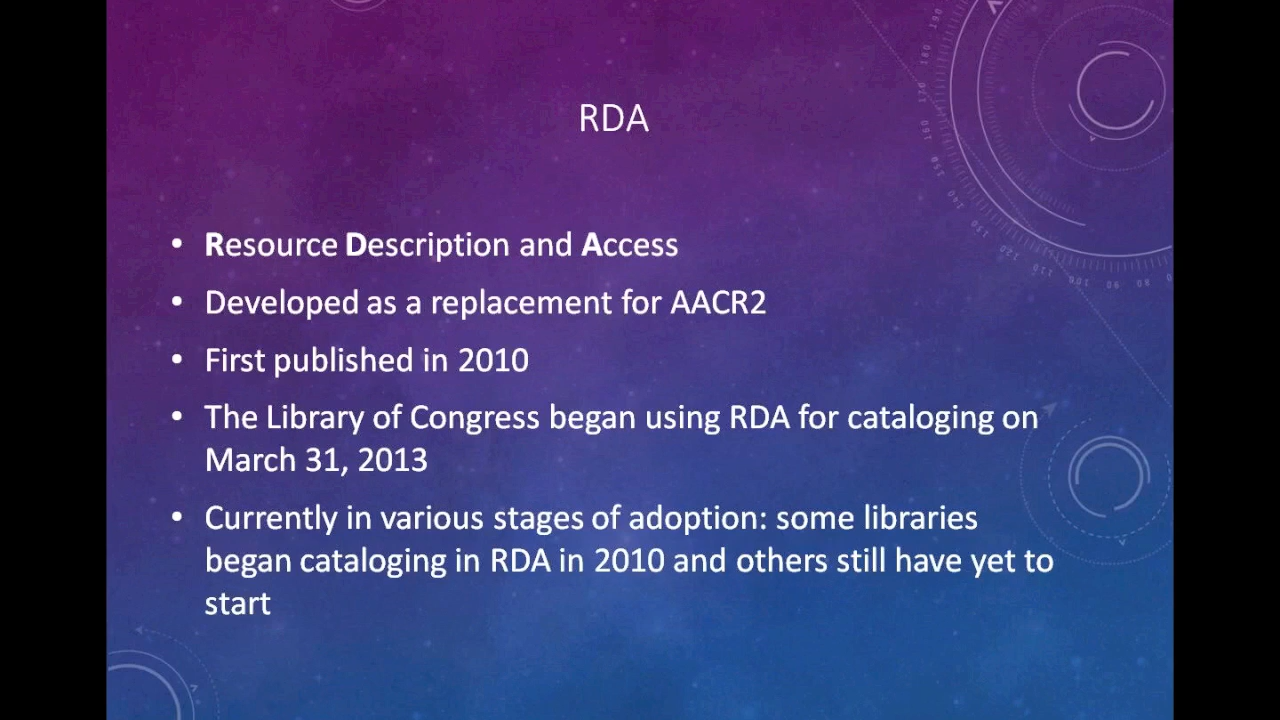 RDA
• Resource Description and Access
• Developed as a replacement for AACR2
• First published in 2010
• The Library of Congress began using RDA for cataloging on
March 31, 2013
• Currently in various stages of adoption: some libraries
began cataloging in RDA in 2010 and others still have yet to
start